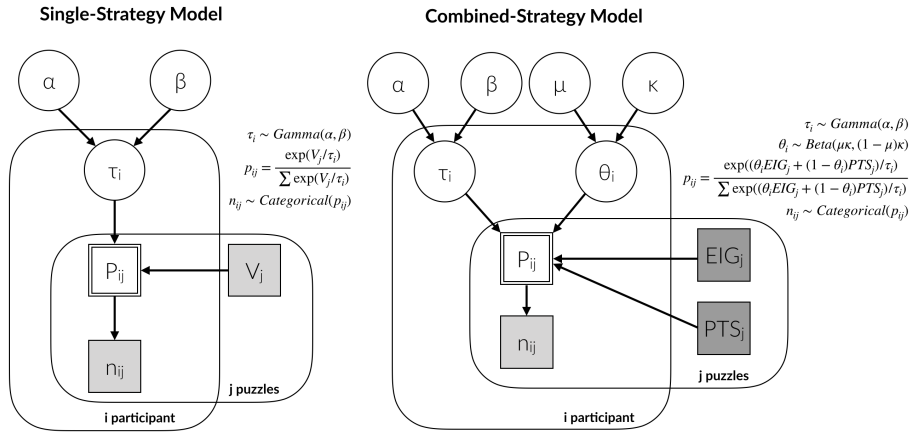 Single-Strategy Model
α
β
τi
τi ∼ Gamma(α, β)
pij = exp(Vj/τi) / ∑ exp(Vj/τi)
nij ∼ Categorical(pij)
Pij
Vj
nij
j puzzles
i participant
Combined-Strategy Model
α
β
μ
κ
τi
θi
τi ∼ Gamma(α, β)
θi ∼ Beta(μκ, (1 − μ)κ)
pij = exp((θiEIGj + (1 − θi)PTSj)/τi) / ∑ exp((θiEIGj + (1 − θi)PTSj)/τi)
nij ∼ Categorical(pij)
Pij
EIGj
PTSj
nij
j puzzles
i participant